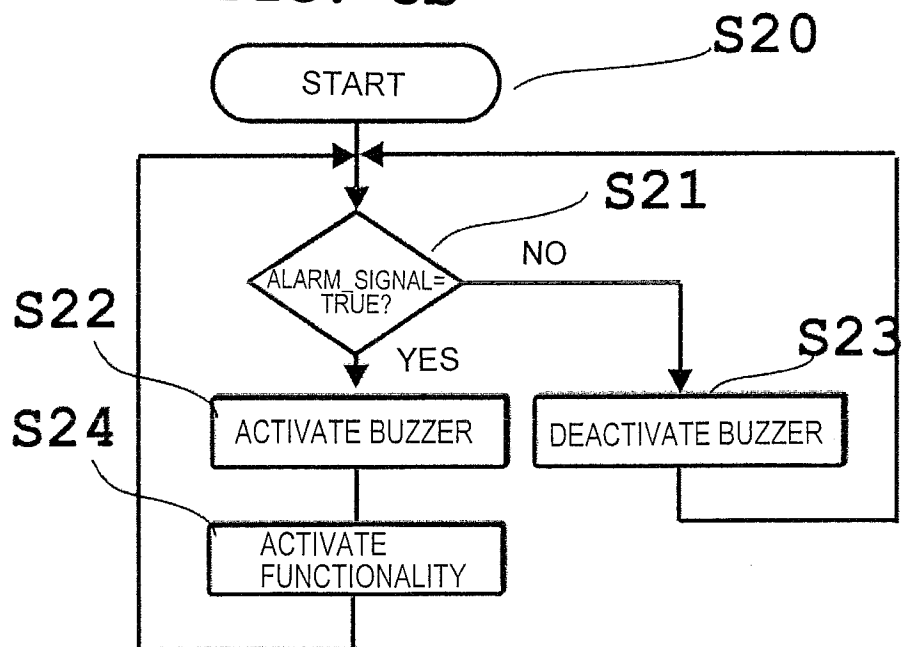 S20
START
S21
ALARM_SIGNAL=
TRUE?
NO
S22
YES
S23
ACTIVATE BUZZER
DEACTIVATE BUZZER
S24
ACTIVATE
FUNCTIONALITY